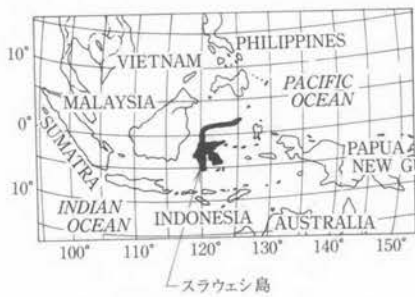 PHILIPPINES
10°
VIETNAM
PACIFIC
OCEAN
MALAYSIA
0°
SUMATRA
PAPUA
NEW G
10°
INDIAN
OCEAN
INDONESIA
AUSTRALIA
100° 110° 120° 130° 140° 150°
スラウェシ島